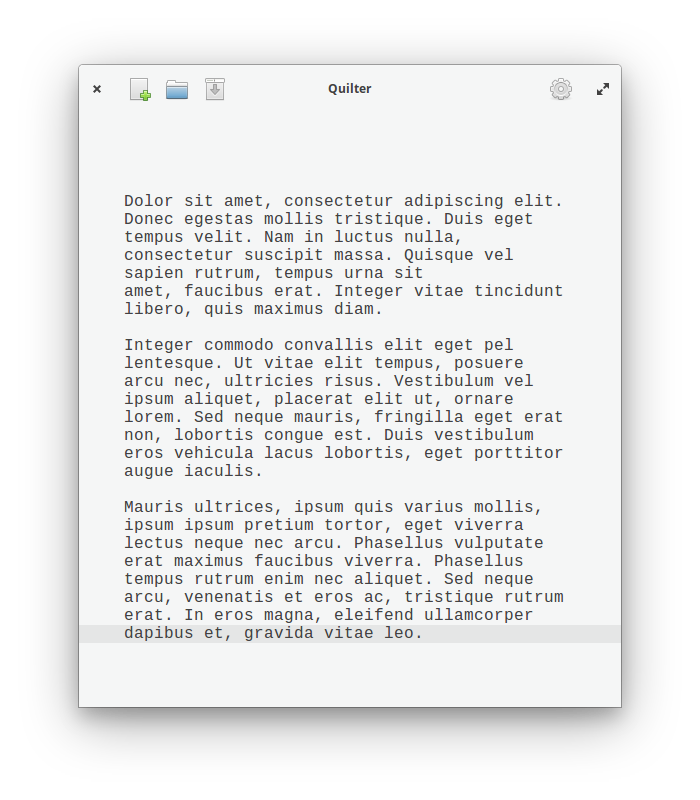 Quilter
Dolor sit amet, consectetur adipiscing elit.
Donec egestas mollis tristique. Duis eget
tempus velit. Nam in luctus nulla,
consectetur suscipit massa. Quisque vel
sapien rutrum, tempus urna sit
amet, faucibus erat. Integer vitae tincidunt
libero, quis maximus diam.
Integer commodo convallis elit eget pel
lentesque. Ut vitae elit tempus, posuere
arcu nec, ultricies risus. Vestibulum vel
ipsum aliquet, placerat elit ut, ornare
lorem. Sed neque mauris, fringilla eget erat
non, lobortis congue est. Duis vestibulum
eros vehicula lacus lobortis, eget porttitor
augue iaculis.
Mauris ultrices, ipsum quis varius mollis,
ipsum ipsum pretium tortor, eget viverra
lectus neque nec arcu. Phasellus vulputate
erat maximus faucibus viverra. Phasellus
tempus rutrum enim nec aliquet. Sed neque
arcu, venenatis et eros ac, tristique rutrum
erat. In eros magna, eleifend ullamcorper
dapibus et, gravida vitae leo.